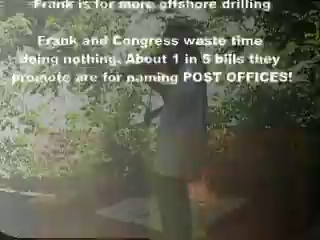 Frank is for more offshore drilling
Frank and Congress waste time
doing nothing. About 1 in 5 bills they
promote are for naming POST OFFICES!